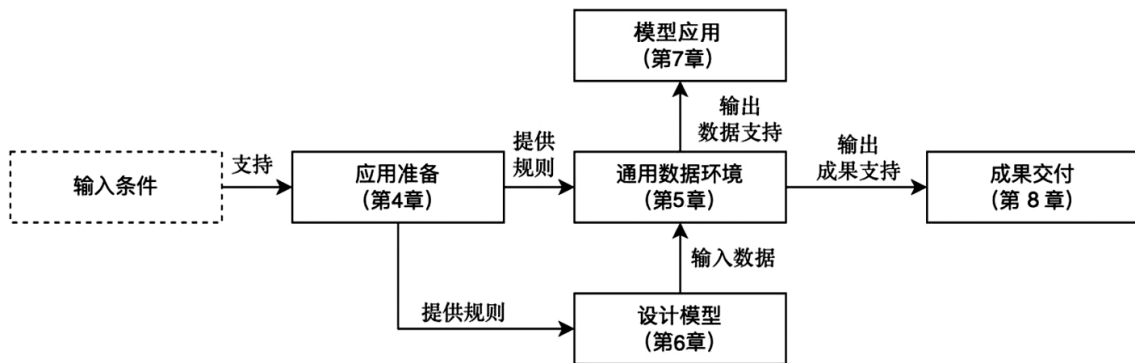 模型应用
（第7章）
输出
数据支持
输入条件
支持
应用准备
（第4章）
提供
规则
通用数据环境
（第5章）
输出
成果支持
成果交付
（第 8 章）
输入数据
提供规则
设计模型
（第6章）